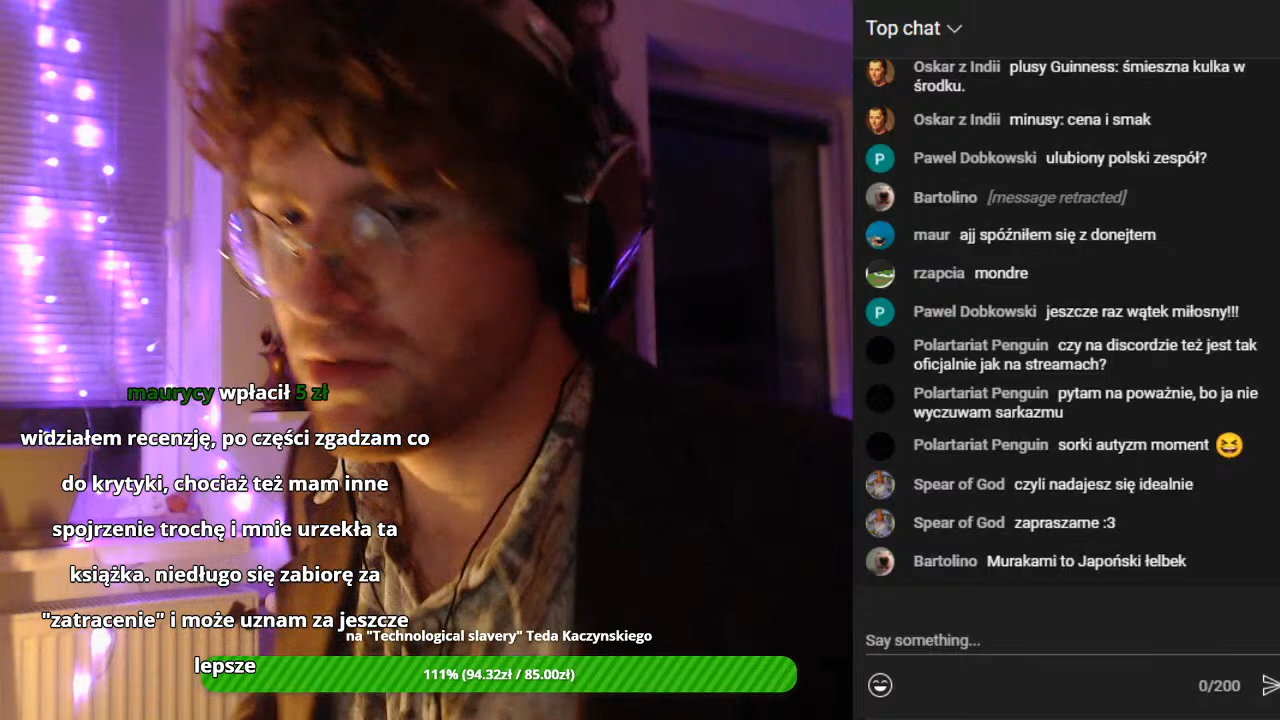 maurycy wpłacił 5 zł
widziałem recenzję, po części zgadzam co
do krytyki, chociaż też mam inne
spojrzenie trochę i mnie urzekła ta
książka. niedługo się zabiorę za
"zatracenie" i może uznam za jeszcze
lepsze
na "Technological slavery" Teda Kaczynskiego
111% (94.32zł / 85.00zł)
Top chat
Oskar z Indii plusy Guinness: śmieszna kulka w
środku.
Oskar z Indii minusy: cena i smak
P
Pawel Dobkowski ulubiony polski zespół?
Bartolino [message retracted]
maur ajj spóźniłem się z donejtem
rzapcia mondre
P
Pawel Dobkowski jeszcze raz wątek miłosny!!!
Polartariat Penguin czy na discordzie też jest tak
oficjalnie jak na streamach?
Polartariat Penguin pytam na poważnie, bo ja nie
wyczuwam sarkazmu
Polartariat Penguin sorki autyzm moment 😆
Spear of God czyli nadajesz się idealnie
Spear of God zapraszame :3
Bartolino Murakami to Japoński łelbek
Say something...
0/200